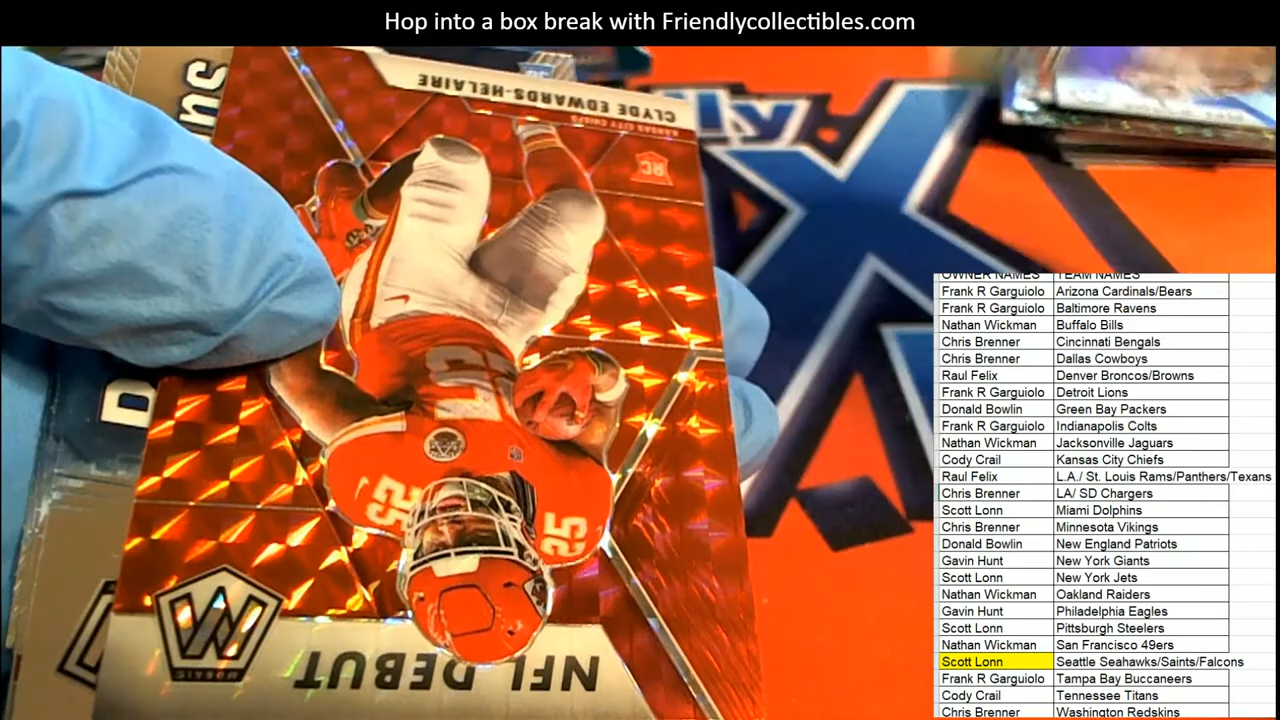 Hop into a box break with Friendlycollectibles.com
CLYDE EDWARDS-HELAIRE
KANSAS CITY CHIEFS
RC
25
25
MOSAIC
NFL DEBUT
OWNER NAMES TEAM NAMES
Frank R Garguiolo Arizona Cardinals/Bears
Frank R Garguiolo Baltimore Ravens
Nathan Wickman Buffalo Bills
Chris Brenner Cincinnati Bengals
Chris Brenner Dallas Cowboys
Raul Felix Denver Broncos/Browns
Frank R Garguiolo Detroit Lions
Donald Bowlin Green Bay Packers
Frank R Garguiolo Indianapolis Colts
Nathan Wickman Jacksonville Jaguars
Cody Crail Kansas City Chiefs
Raul Felix L.A./ St. Louis Rams/Panthers/Texans
Chris Brenner LA/ SD Chargers
Scott Lonn Miami Dolphins
Chris Brenner Minnesota Vikings
Donald Bowlin New England Patriots
Gavin Hunt New York Giants
Scott Lonn New York Jets
Nathan Wickman Oakland Raiders
Gavin Hunt Philadelphia Eagles
Scott Lonn Pittsburgh Steelers
Nathan Wickman San Francisco 49ers
Scott Lonn Seattle Seahawks/Saints/Falcons
Frank R Garguiolo Tampa Bay Buccaneers
Cody Crail Tennessee Titans
Chris Brenner Washington Redskins